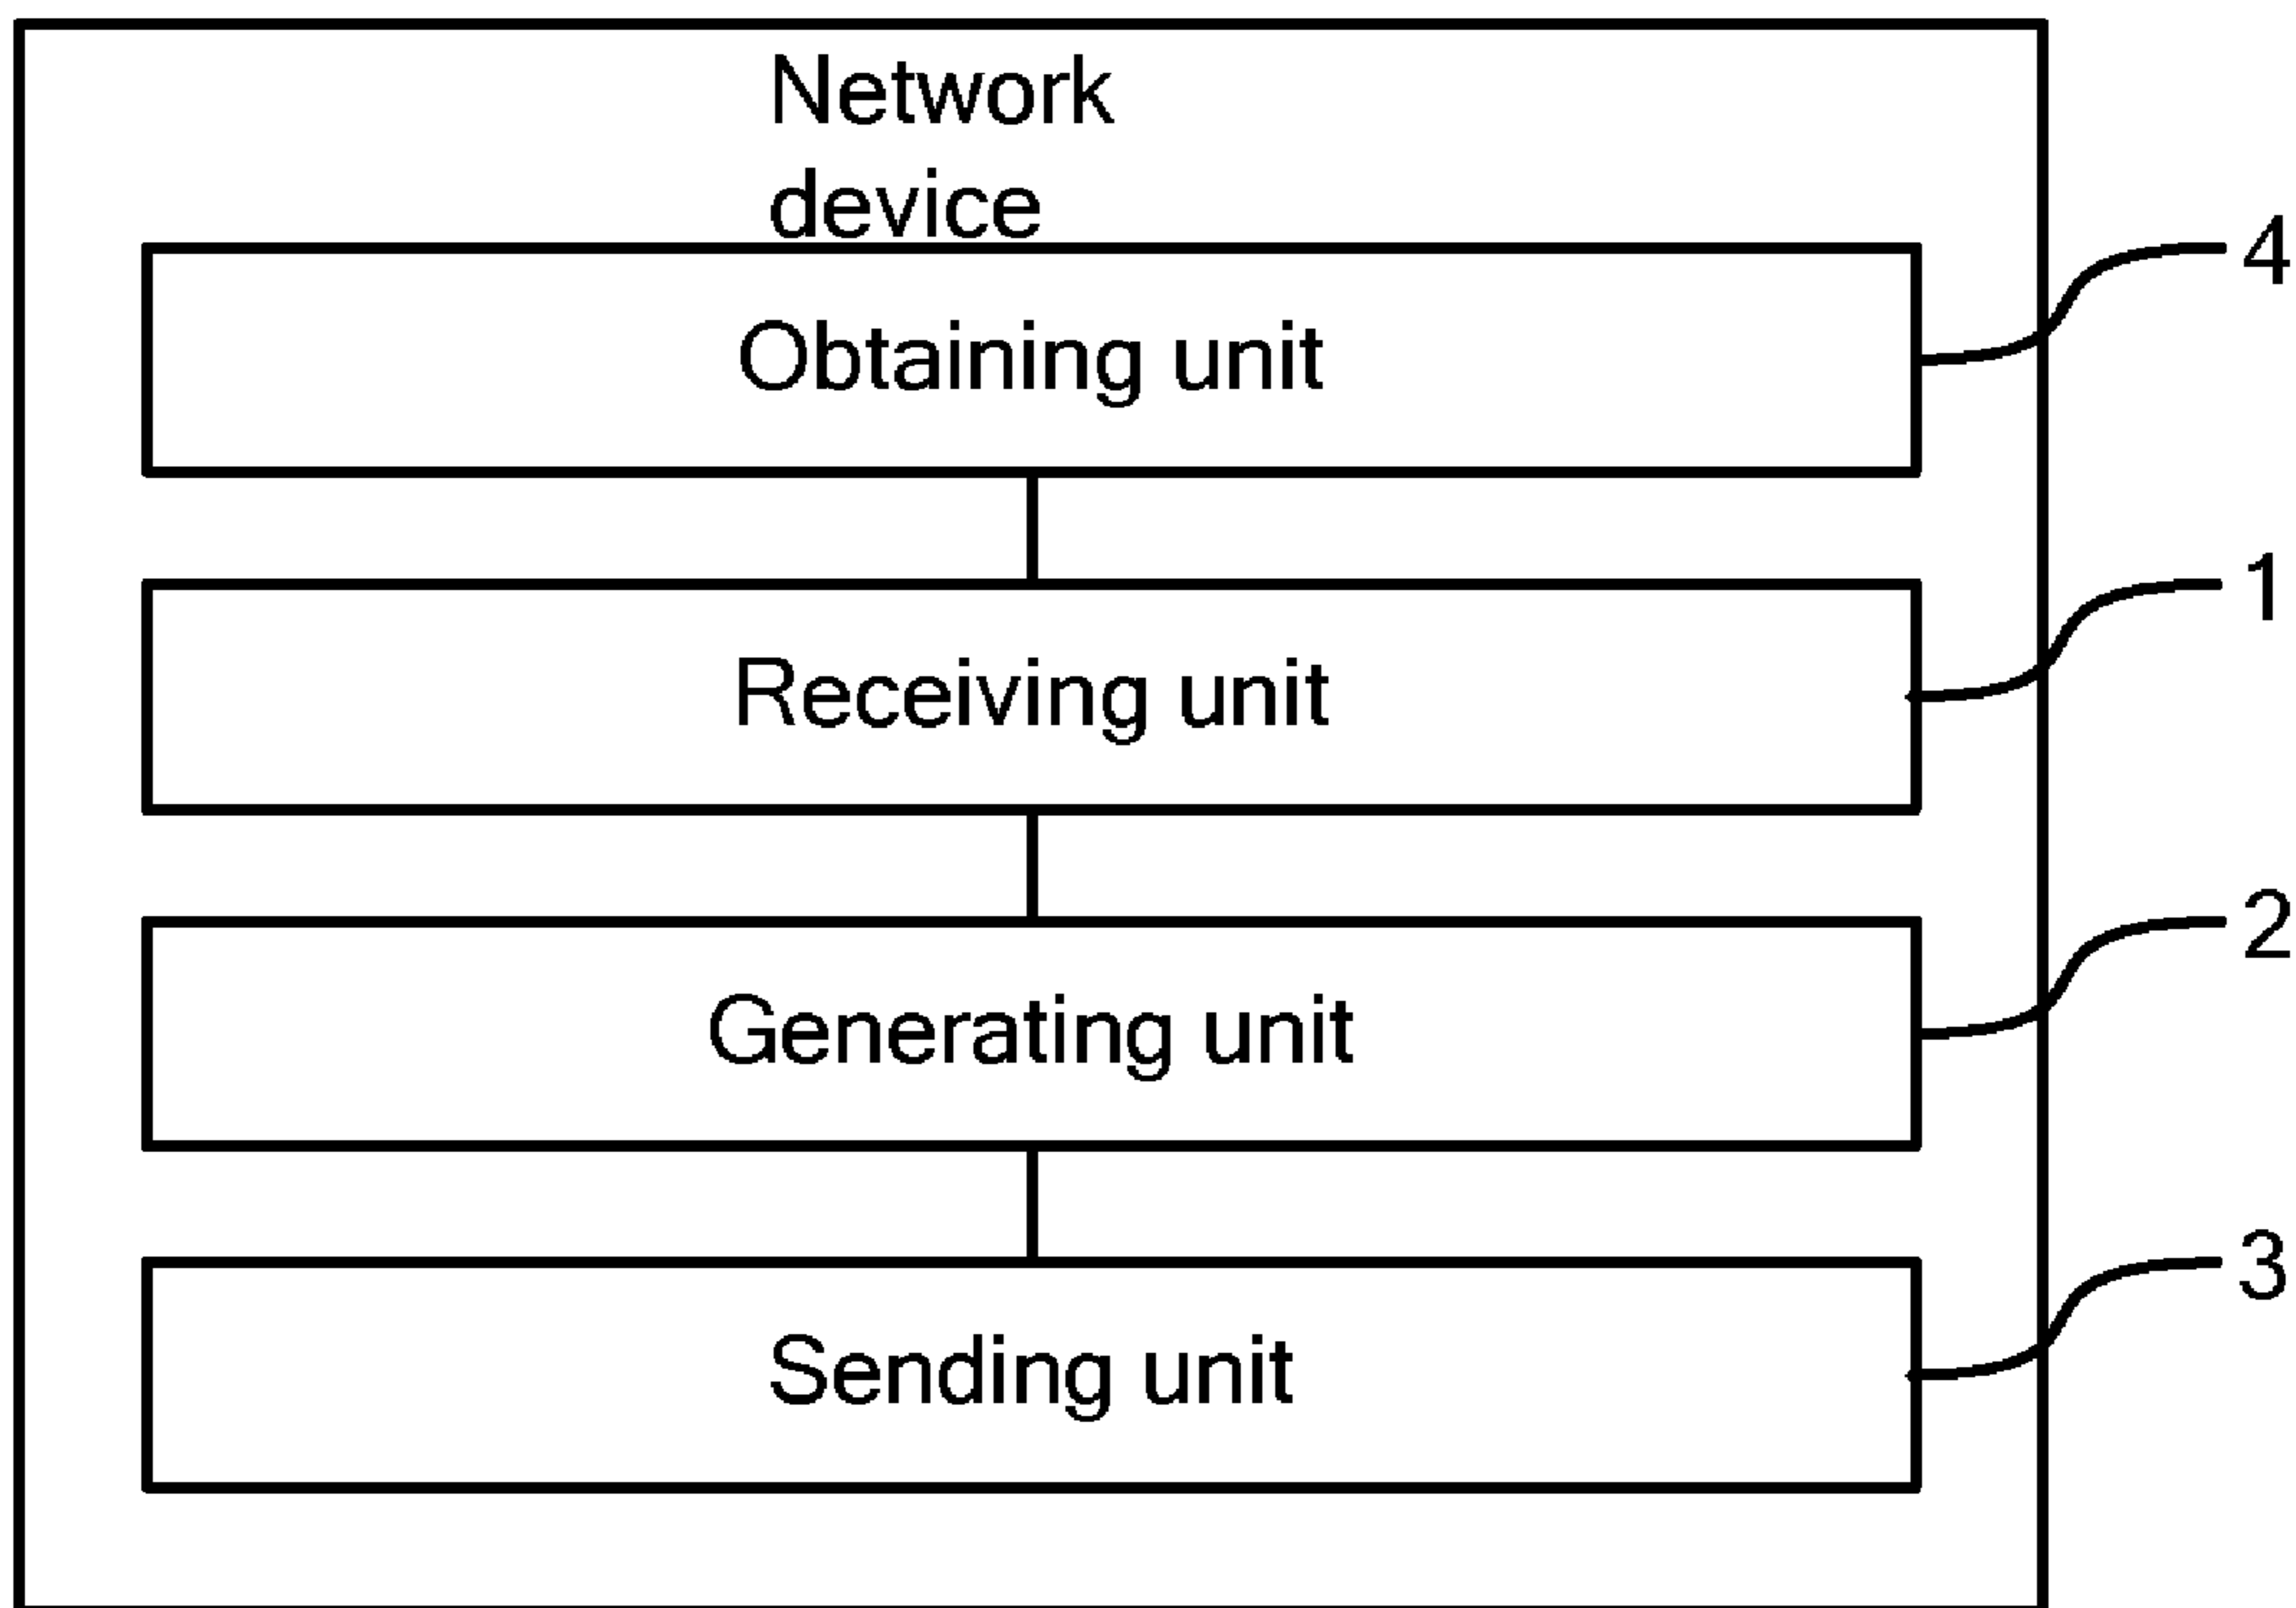 Network
device
Obtaining unit
4
Receiving unit
1
Generating unit
2
Sending unit
3